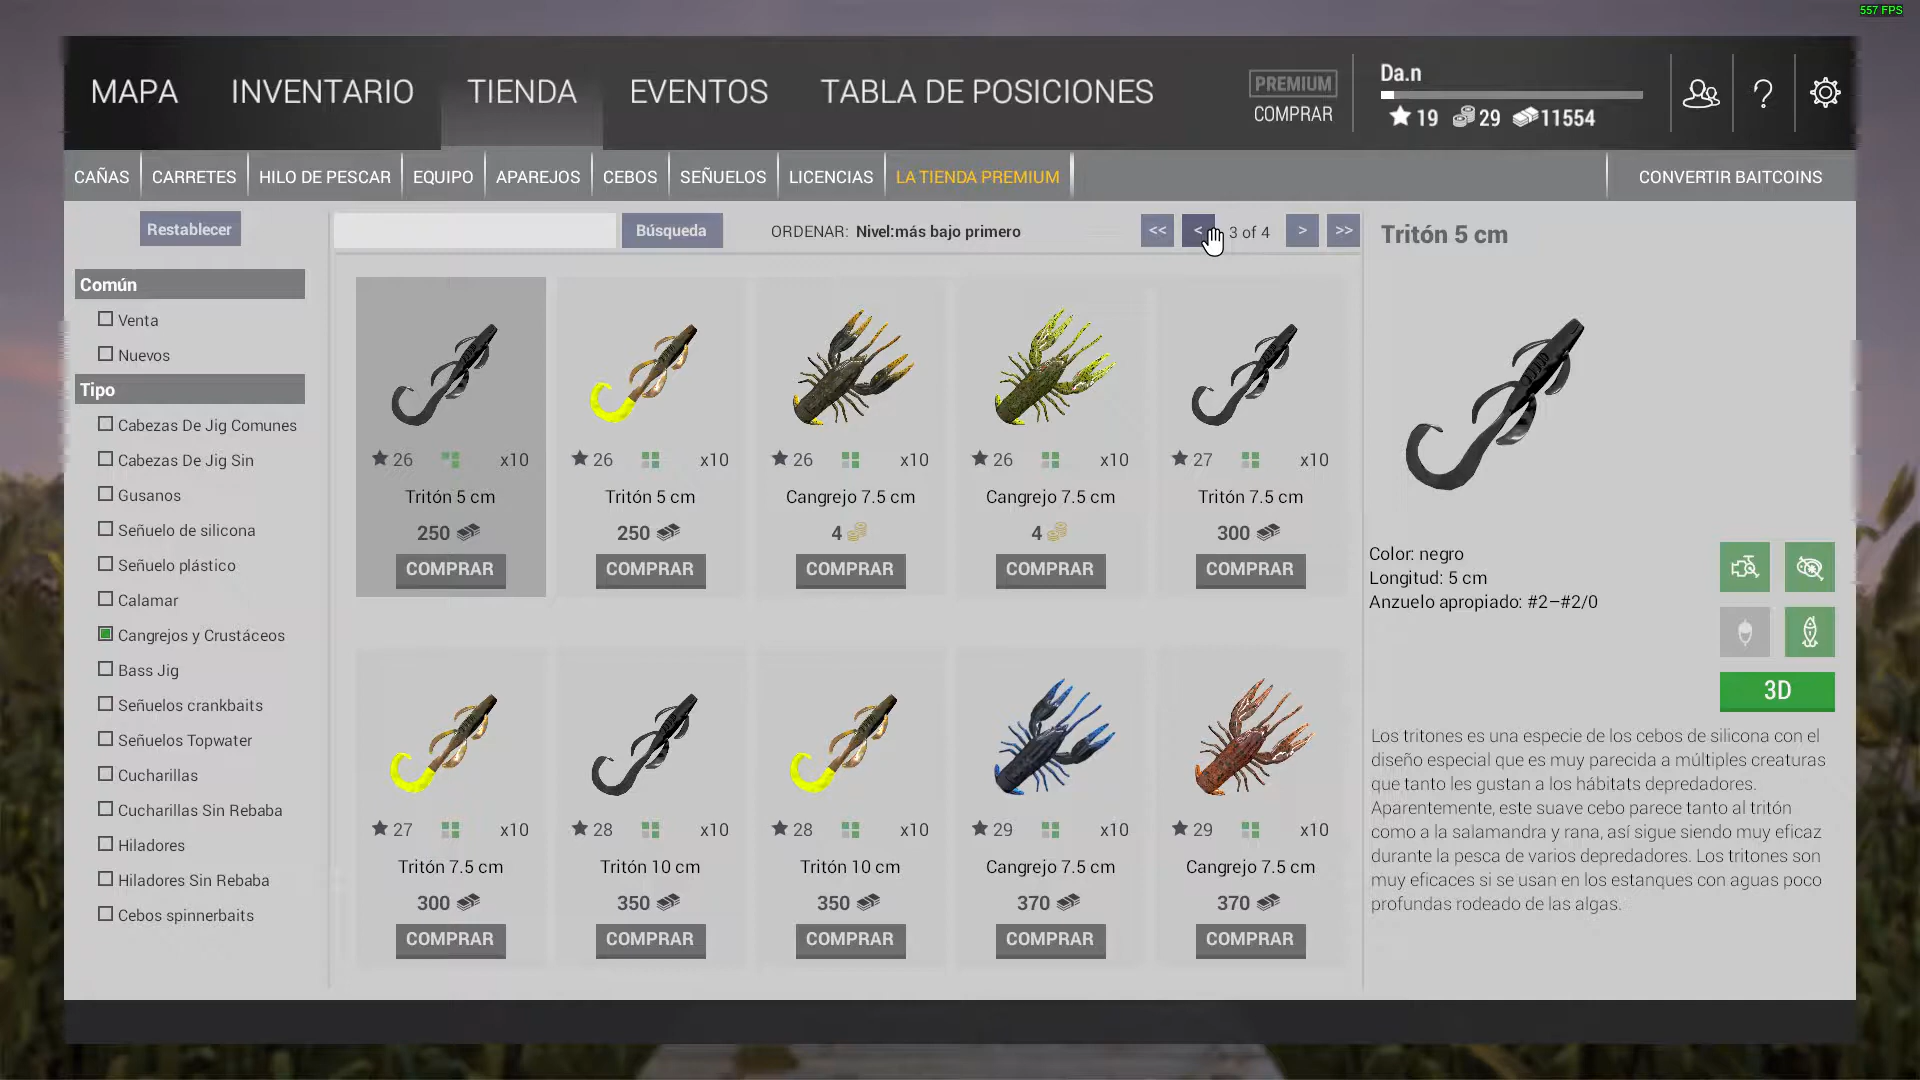 557 FPS
MAPA INVENTARIO TIENDA EVENTOS TABLA DE POSICIONES
PREMIUM
COMPRAR
Da.n
19 29 11554
?
CAÑAS CARRETES HILO DE PESCAR EQUIPO APAREJOS CEBOS SEÑUELOS LICENCIAS LA TIENDA PREMIUM CONVERTIR BAITCOINS
Restablecer
Común
Venta
Nuevos
Tipo
Cabezas De Jig Comunes
Cabezas De Jig Sin
Gusanos
Señuelo de silicona
Señuelo plástico
Calamar
Cangrejos y Crustáceos
Bass Jig
Señuelos crankbaits
Señuelos Topwater
Cucharillas
Cucharillas Sin Rebaba
Hiladores
Hiladores Sin Rebaba
Cebos spinnerbaits
Búsqueda ORDENAR: Nivel:más bajo primero << < 3 of 4 > >>
26 x10 26 x10 26 x10 26 x10 27 x10
Tritón 5 cm Tritón 5 cm Cangrejo 7.5 cm Cangrejo 7.5 cm Tritón 7.5 cm
250 250 4 4 300
COMPRAR COMPRAR COMPRAR COMPRAR COMPRAR
27 x10 28 x10 28 x10 29 x10 29 x10
Tritón 7.5 cm Tritón 10 cm Tritón 10 cm Cangrejo 7.5 cm Cangrejo 7.5 cm
300 350 350 370 370
COMPRAR COMPRAR COMPRAR COMPRAR COMPRAR
Tritón 5 cm
Color: negro
Longitud: 5 cm
Anzuelo apropiado: #2–#2/0
3D
Los tritones es una especie de los cebos de silicona con el
diseño especial que es muy parecida a múltiples creaturas
que tanto les gustan a los hábitats depredadores.
Aparentemente, este suave cebo parece tanto al tritón
como a la salamandra y rana, así sigue siendo muy eficaz
durante la pesca de varios depredadores. Los tritones son
muy eficaces si se usan en los estanques con aguas poco
profundas rodeado de las algas.